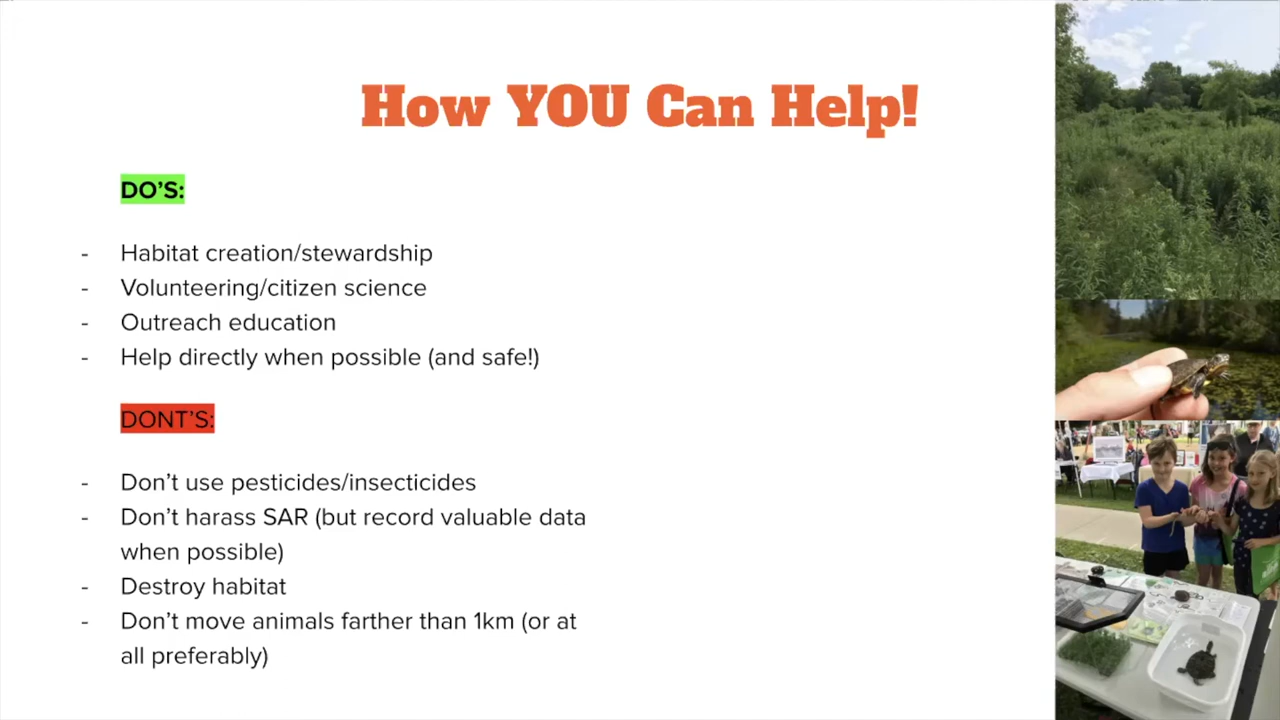 How YOU Can Help!
DO’S:
- Habitat creation/stewardship
- Volunteering/citizen science
- Outreach education
- Help directly when possible (and safe!)
DONT’S:
- Don’t use pesticides/insecticides
- Don’t harass SAR (but record valuable data
when possible)
- Destroy habitat
- Don’t move animals farther than 1km (or at
all preferably)